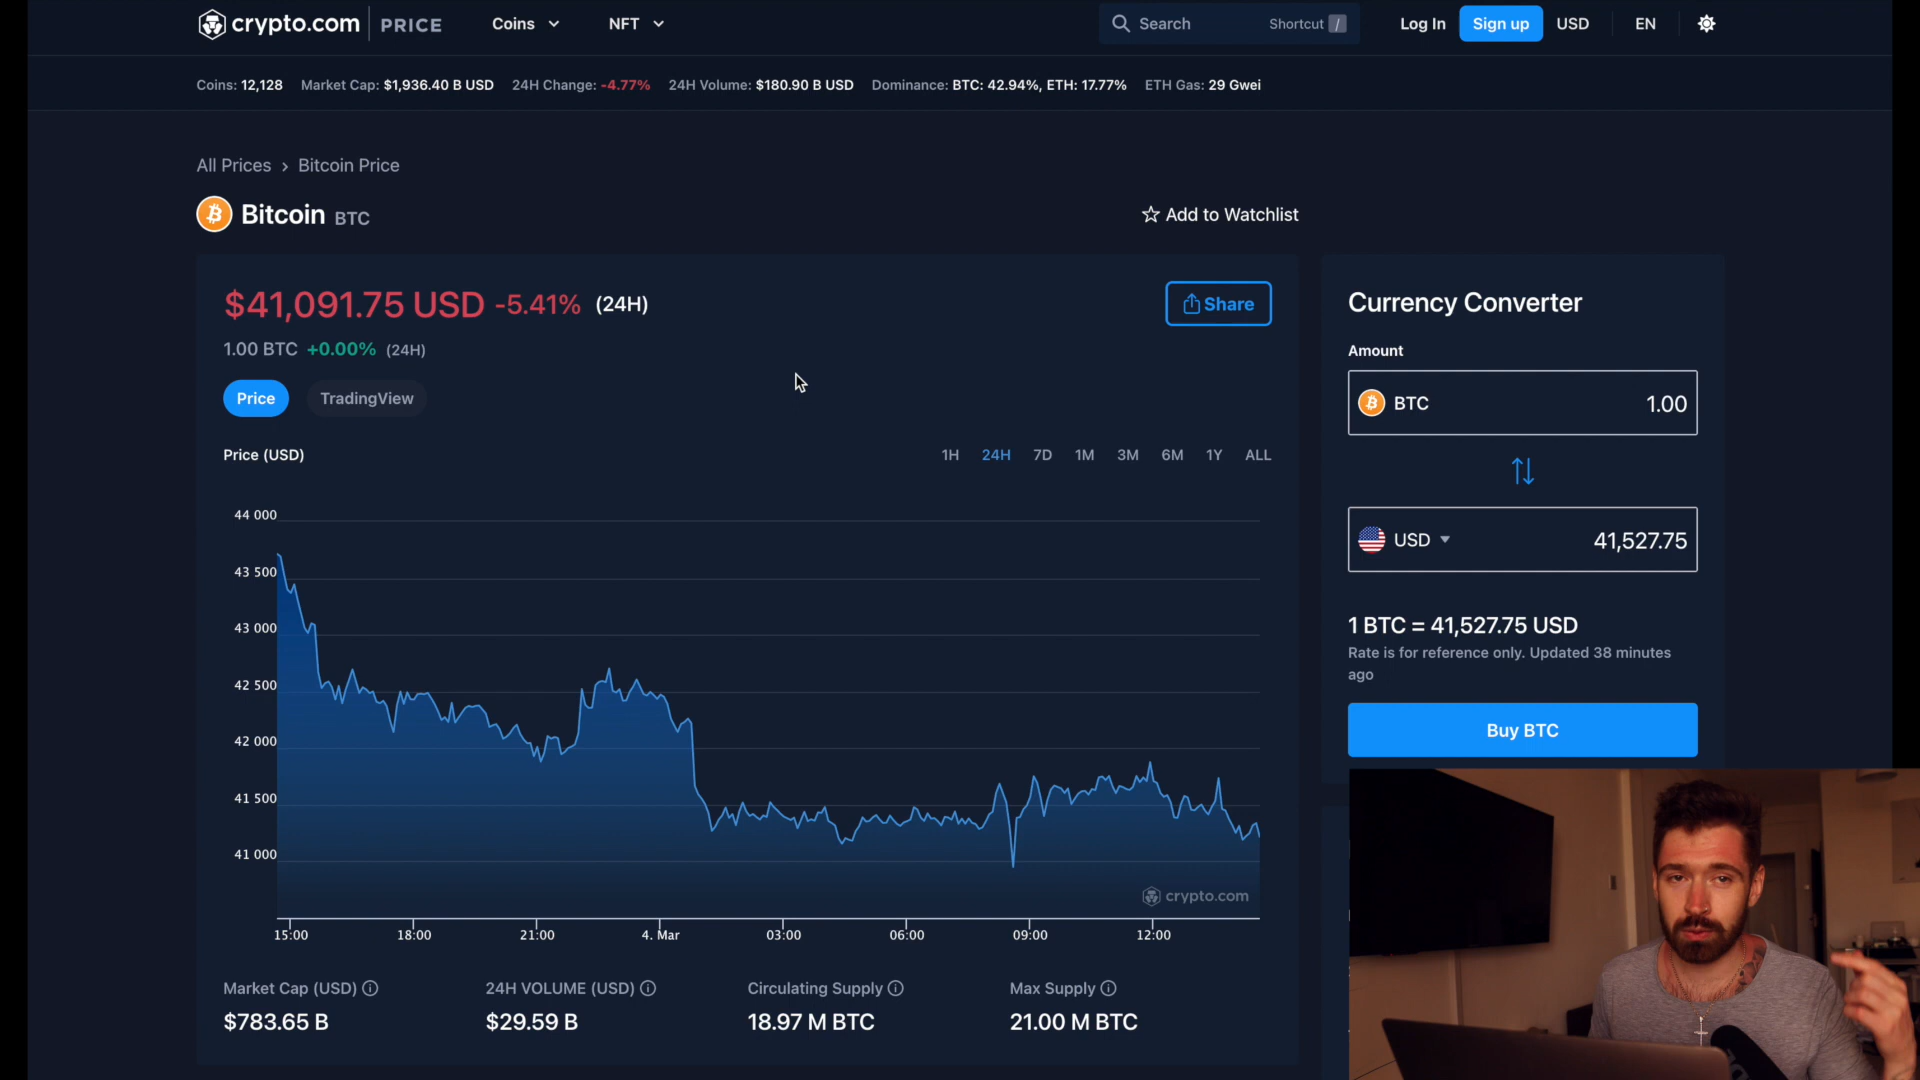 crypto.com PRICE Coins NFT Search Shortcut / Log In Sign up USD EN
Coins: 12,128 Market Cap: $1,936.40 B USD 24H Change: -4.77% 24H Volume: $180.90 B USD Dominance: BTC: 42.94%, ETH: 17.77% ETH Gas: 29 Gwei
All Prices › Bitcoin Price
Bitcoin BTC
Add to Watchlist
$41,091.75 USD -5.41% (24H)
Share
1.00 BTC +0.00% (24H)
Price TradingView
Price (USD)
1H 24H 7D 1M 3M 6M 1Y ALL
44 000
43 500
43 000
42 500
42 000
41 500
41 000
crypto.com
15:00 18:00 21:00 4. Mar 03:00 06:00 09:00 12:00
Market Cap (USD) 24H VOLUME (USD) Circulating Supply Max Supply
$783.65 B $29.59 B 18.97 M BTC 21.00 M BTC
Currency Converter
Amount
BTC 1.00
USD 41,527.75
1 BTC = 41,527.75 USD
Rate is for reference only. Updated 38 minutes
ago
Buy BTC